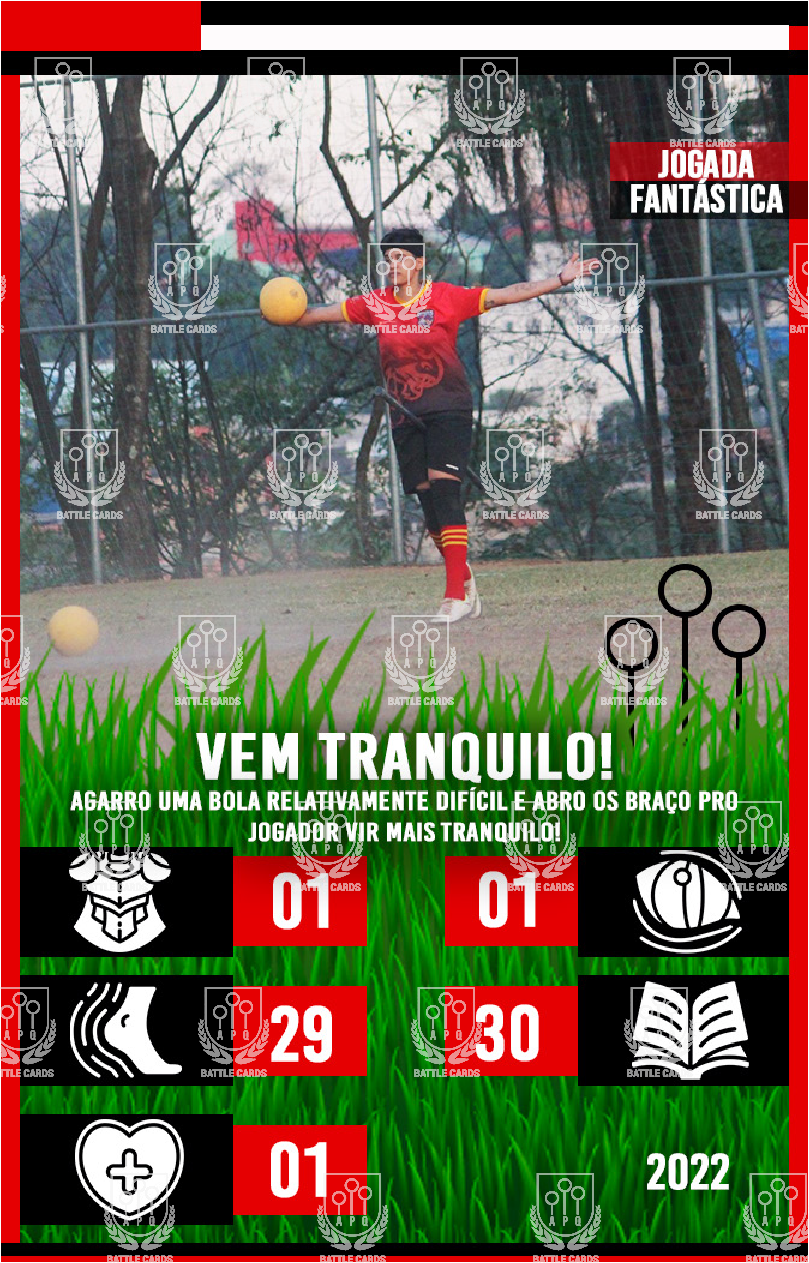 JOGADA
FANTÁSTICA
VEM TRANQUILO!
AGARRO UMA BOLA RELATIVAMENTE DIFÍCIL E ABRO OS BRAÇO PRO
JOGADOR VIR MAIS TRANQUILO!
01
01
29
30
01
2022
APQ
BATTLE CARDS